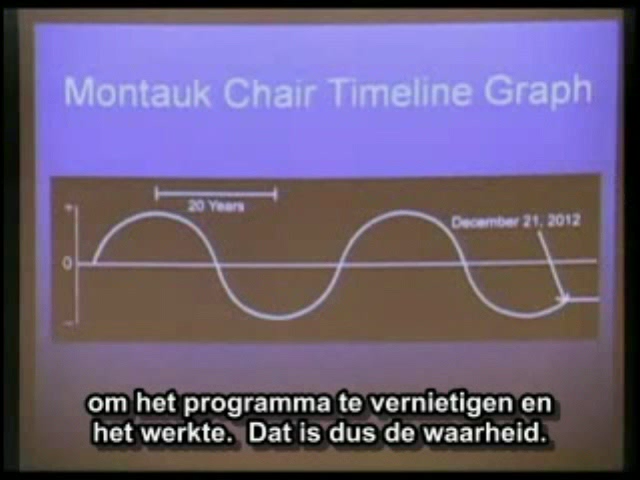 Montauk Chair Timeline Graph
20 Years
December 21, 2012
+
0
-
om het programma te vernietigen en
het werkte. Dat is dus de waarheid.